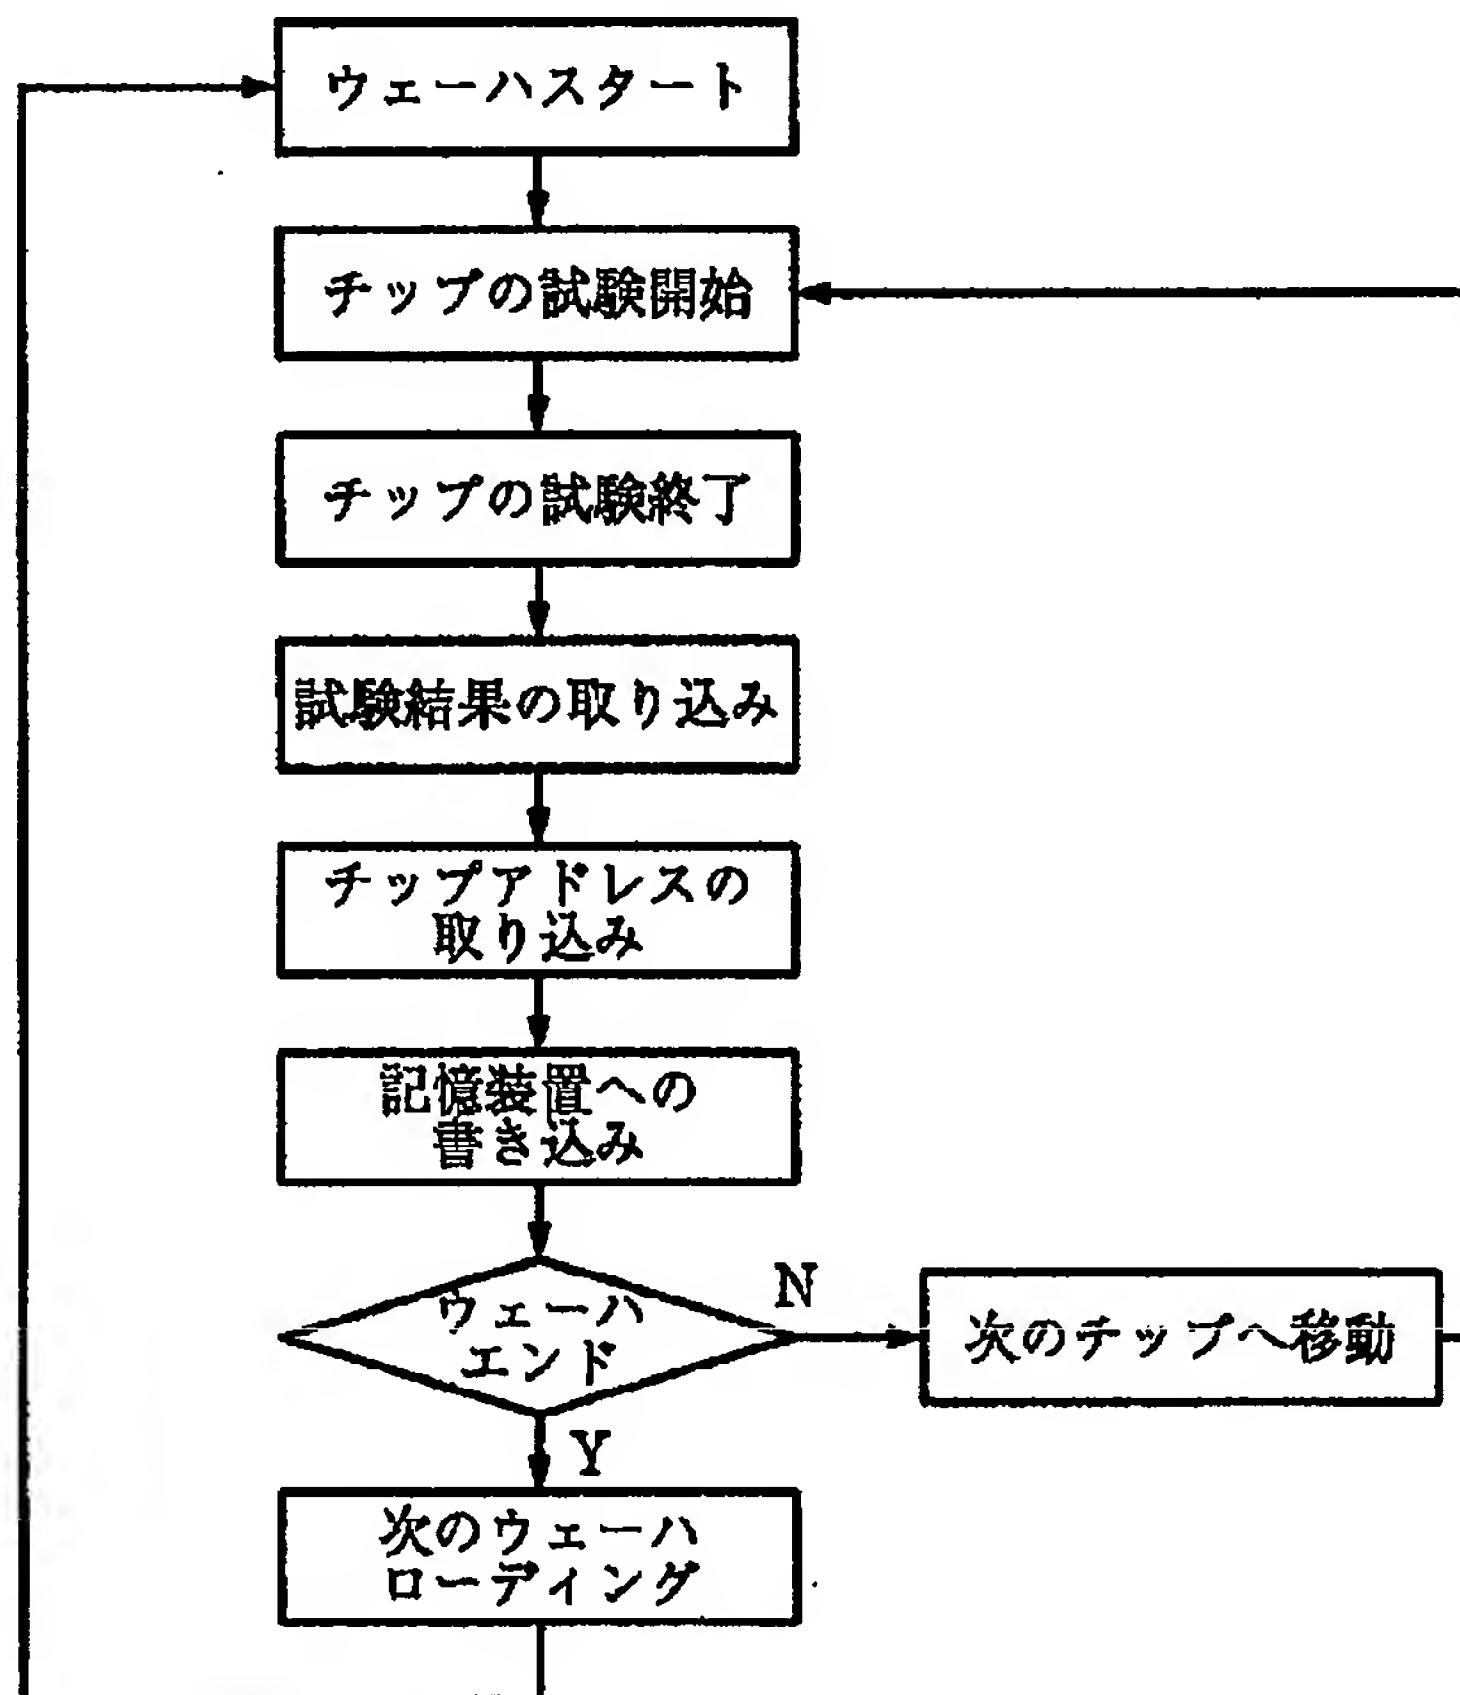 ウェーハスタート
チップの試験開始
チップの試験終了
試験結果の取り込み
チップアドレスの
取り込み
記憶装置への
書き込み
ウェーハ
エンド
N
次のチップへ移動
Y
次のウェーハ
ローディング